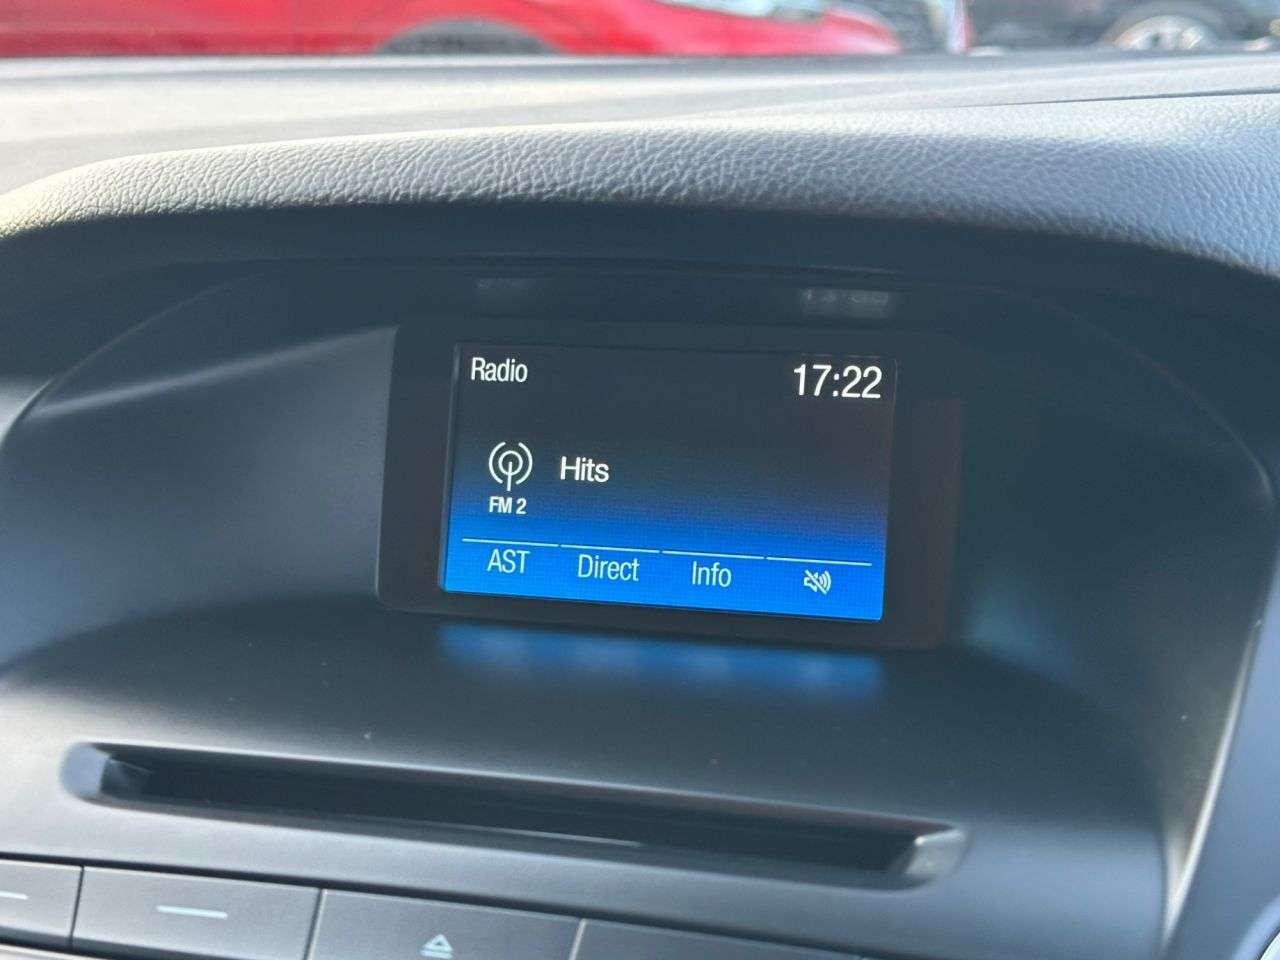 Radio 17:22
Hits
FM 2
AST Direct Info